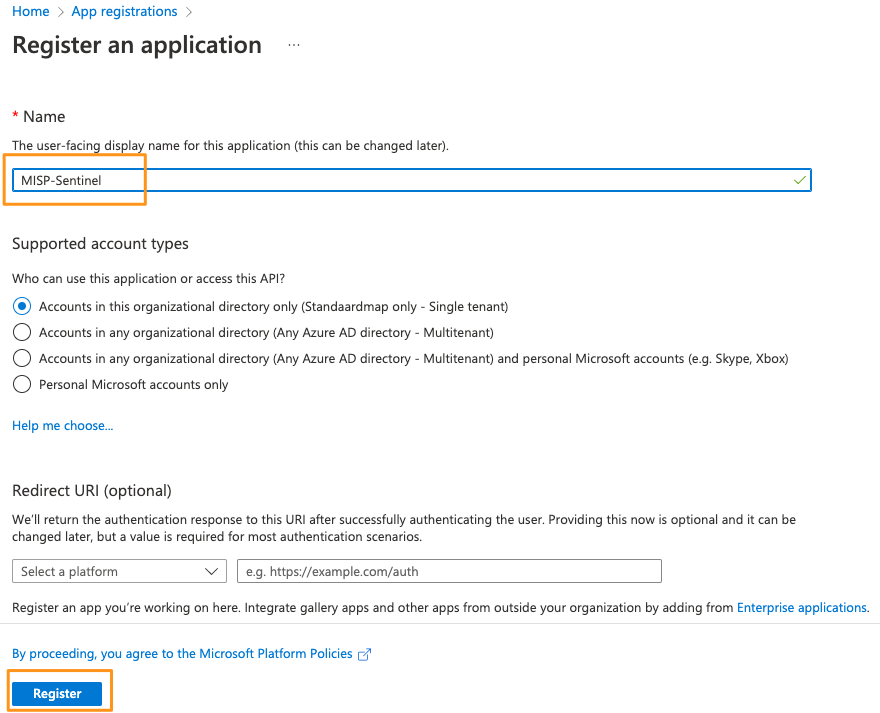 Home > App registrations >
Register an application ...
* Name
The user-facing display name for this application (this can be changed later).
MISP-Sentinel
Supported account types
Who can use this application or access this API?
Accounts in this organizational directory only (Standaardmap only - Single tenant)
Accounts in any organizational directory (Any Azure AD directory - Multitenant)
Accounts in any organizational directory (Any Azure AD directory - Multitenant) and personal Microsoft accounts (e.g. Skype, Xbox)
Personal Microsoft accounts only
Help me choose...
Redirect URI (optional)
We'll return the authentication response to this URI after successfully authenticating the user. Providing this now is optional and it can be
changed later, but a value is required for most authentication scenarios.
Select a platform e.g. https://example.com/auth
Register an app you're working on here. Integrate gallery apps and other apps from outside your organization by adding from Enterprise applications.
By proceeding, you agree to the Microsoft Platform Policies
Register